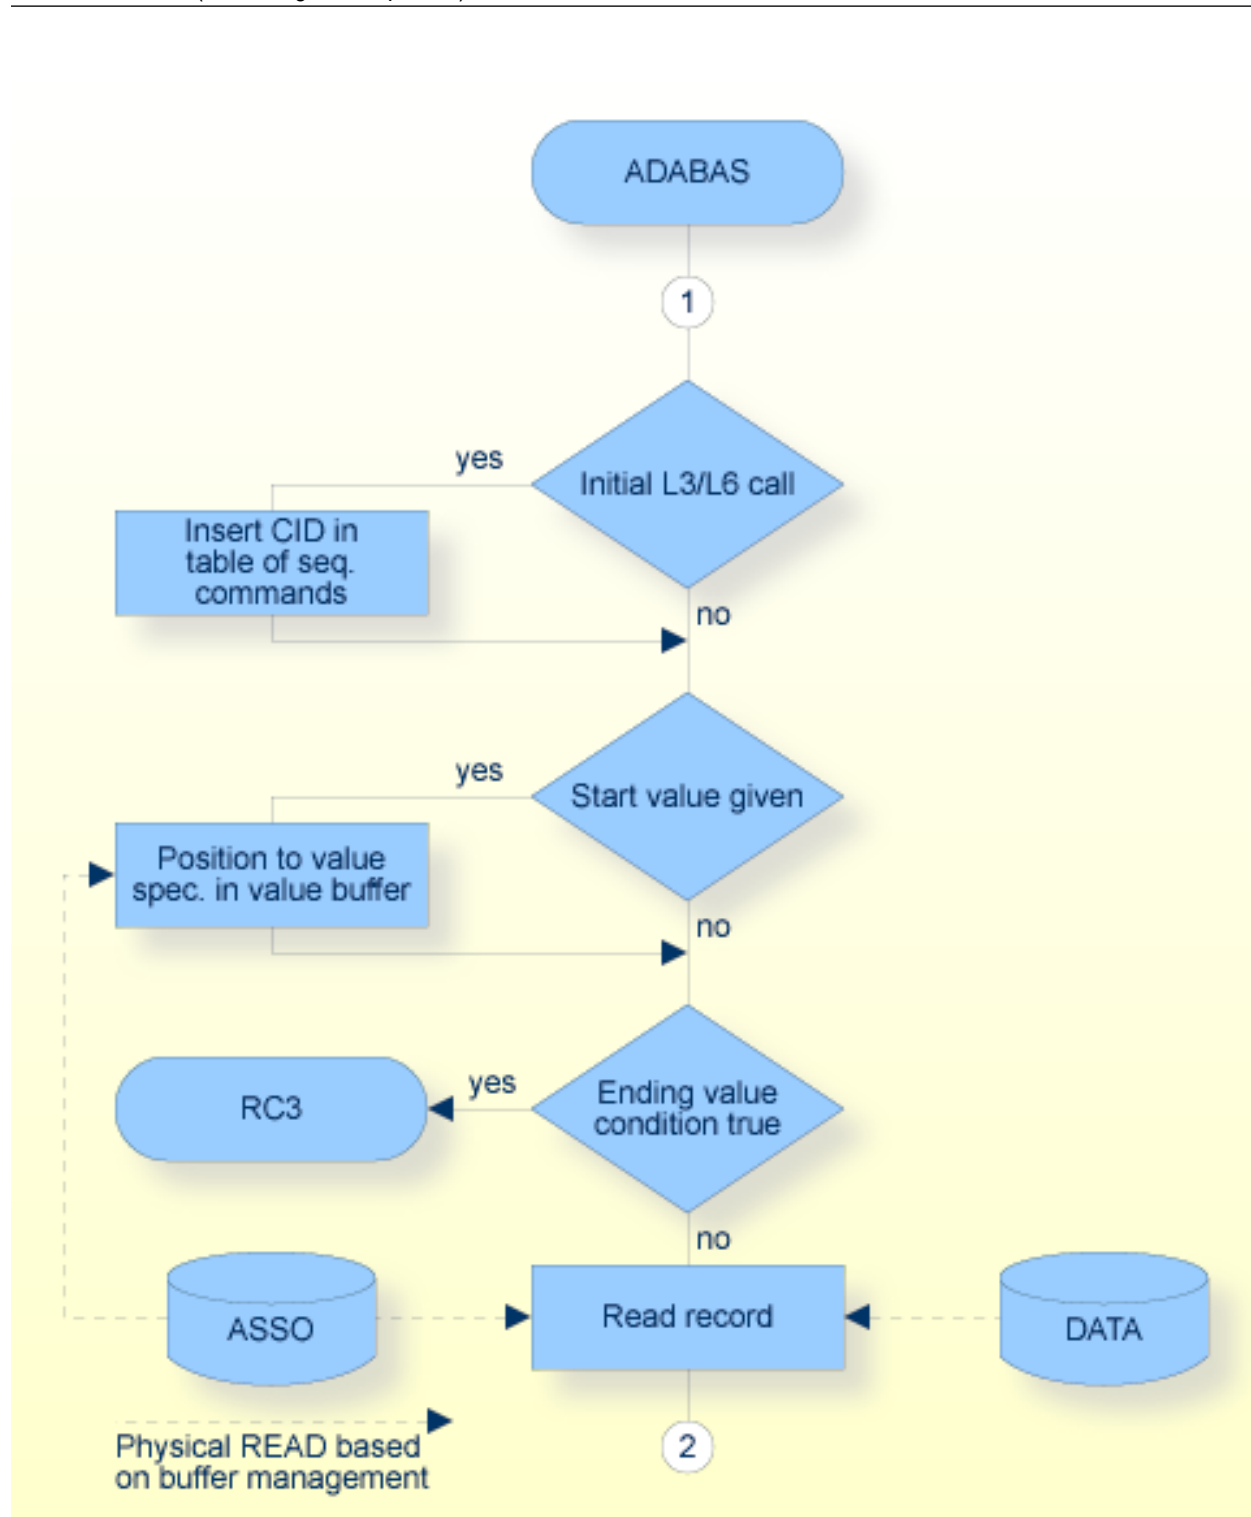 ADABAS
1
yes
Initial L3/L6 call
Insert CID in
table of seq.
commands
no
yes
Start value given
Position to value
spec. in value buffer
no
RC3
yes
Ending value
condition true
no
ASSO
Read record
DATA
Physical READ based
on buffer management
2